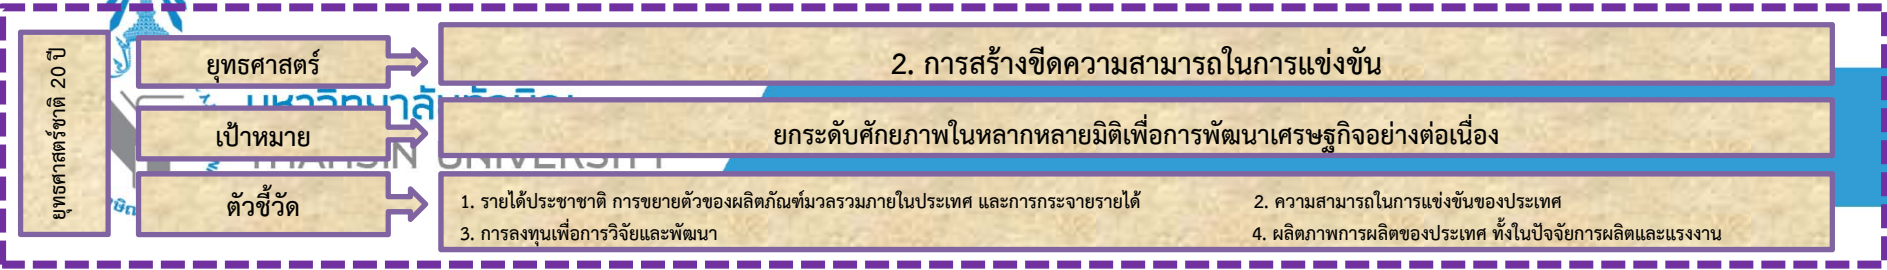 ยุทธศาสตร์ชาติ 20 ปี
ยุทธศาสตร์
2. การสร้างขีดความสามารถในการแข่งขัน
เป้าหมาย
ยกระดับศักยภาพในหลากหลายมิติเพื่อการพัฒนาเศรษฐกิจอย่างต่อเนื่อง
ตัวชี้วัด
1. รายได้ประชาชาติ การขยายตัวของผลิตภัณฑ์มวลรวมภายในประเทศ และการกระจายรายได้
2. ความสามารถในการแข่งขันของประเทศ
3. การลงทุนเพื่อการวิจัยและพัฒนา
4. ผลิตภาพการผลิตของประเทศ ทั้งในปัจจัยการผลิตและแรงงาน
UNIVERSITY